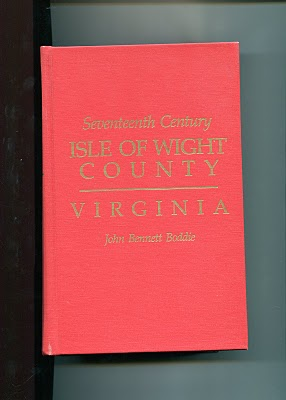 Seventeenth Century
ISLE OF WIGHT
COUNTY
VIRGINIA
John Bennett Boddie